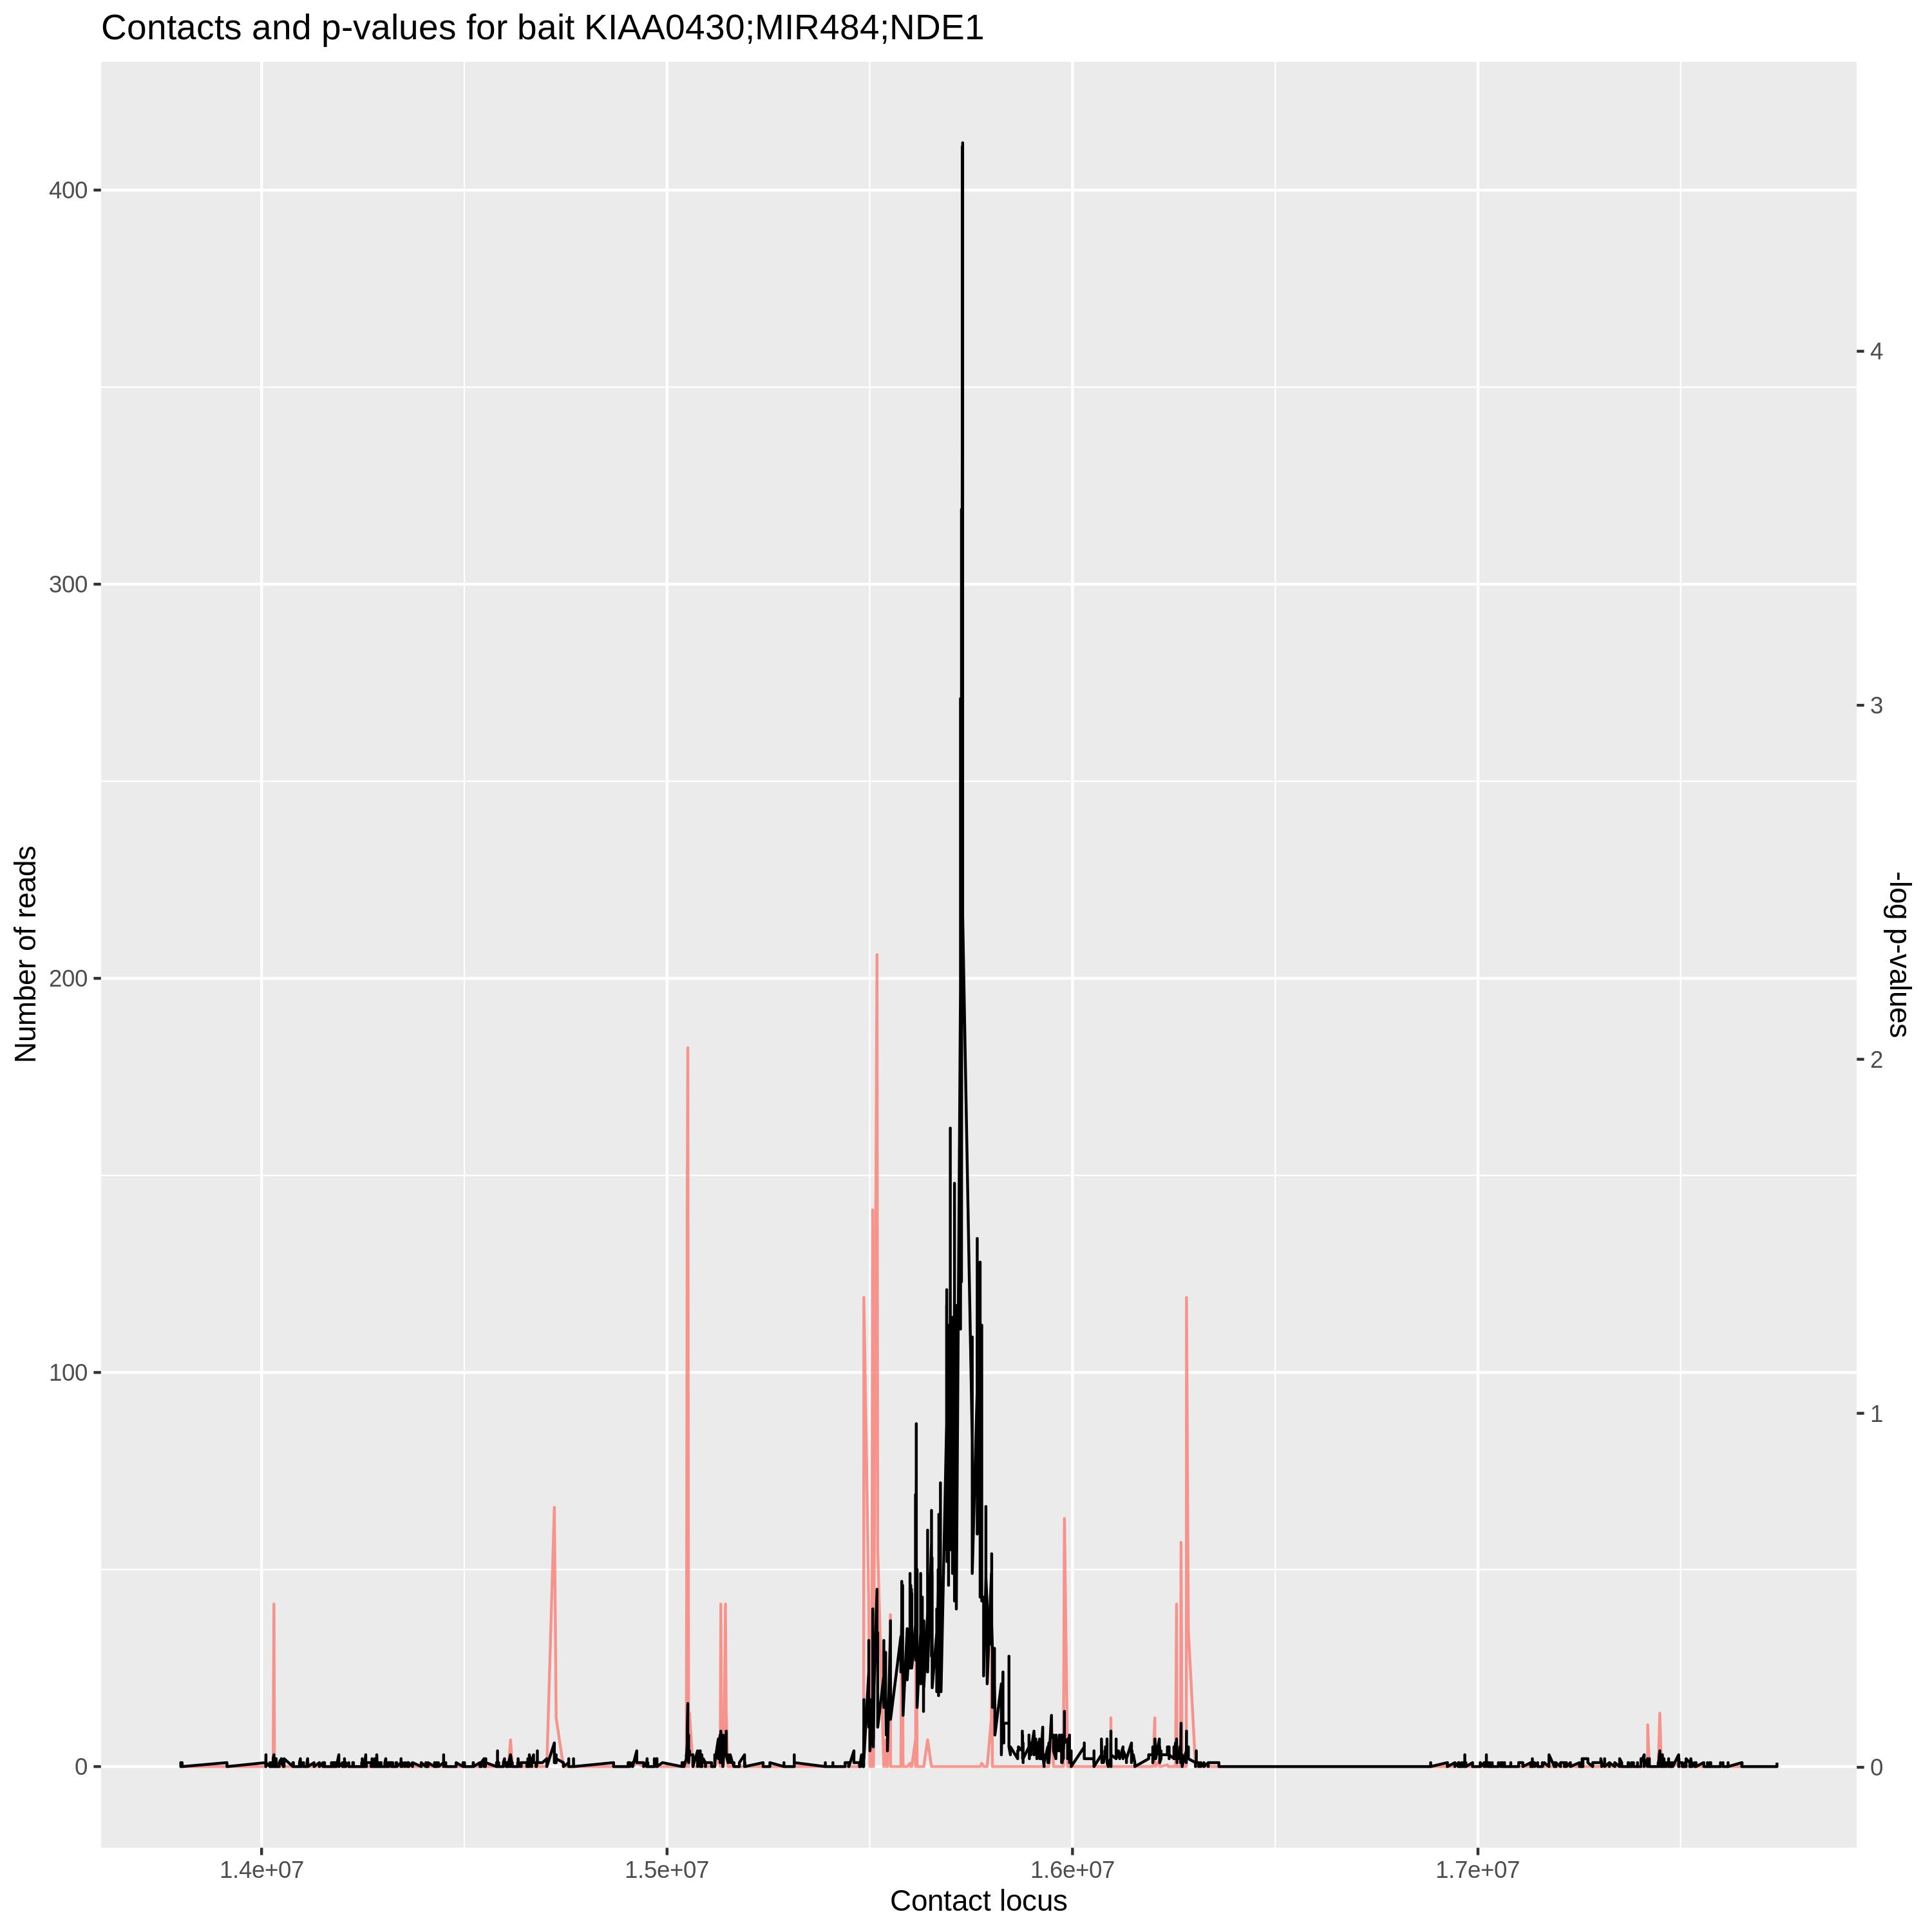 Contacts and p-values for bait KIAA0430;MIR484;NDE1
400
300
200
100
0
Number of reads
4
3
2
1
0
-log p-values
1.4e+07
1.5e+07
1.6e+07
1.7e+07
Contact locus